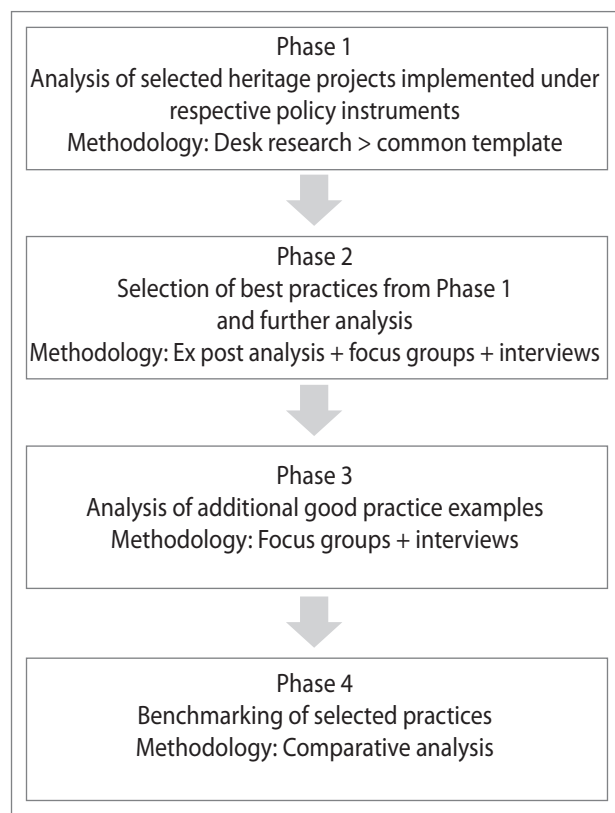 Phase 1
Analysis of selected heritage projects implemented under
respective policy instruments
Methodology: Desk research > common template
Phase 2
Selection of best practices from Phase 1
and further analysis
Methodology: Ex post analysis + focus groups + interviews
Phase 3
Analysis of additional good practice examples
Methodology: Focus groups + interviews
Phase 4
Benchmarking of selected practices
Methodology: Comparative analysis